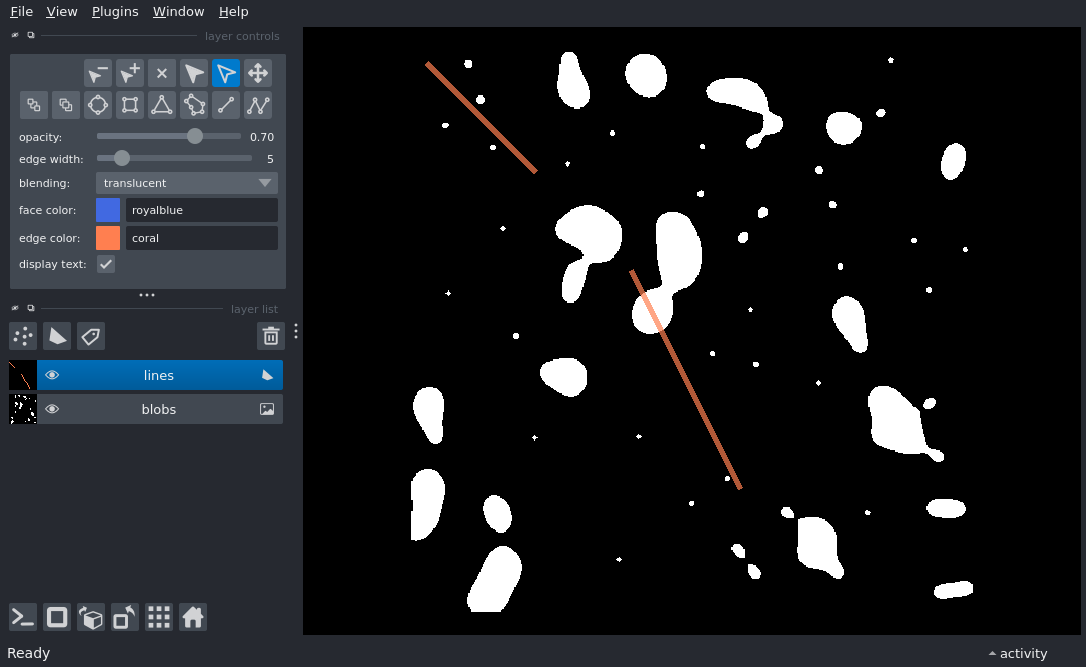 File View Plugins Window Help
layer controls
opacity: 0.70
edge width: 5
blending: translucent
face color: royalblue
edge color: coral
display text:
layer list
lines
blobs
Ready
activity